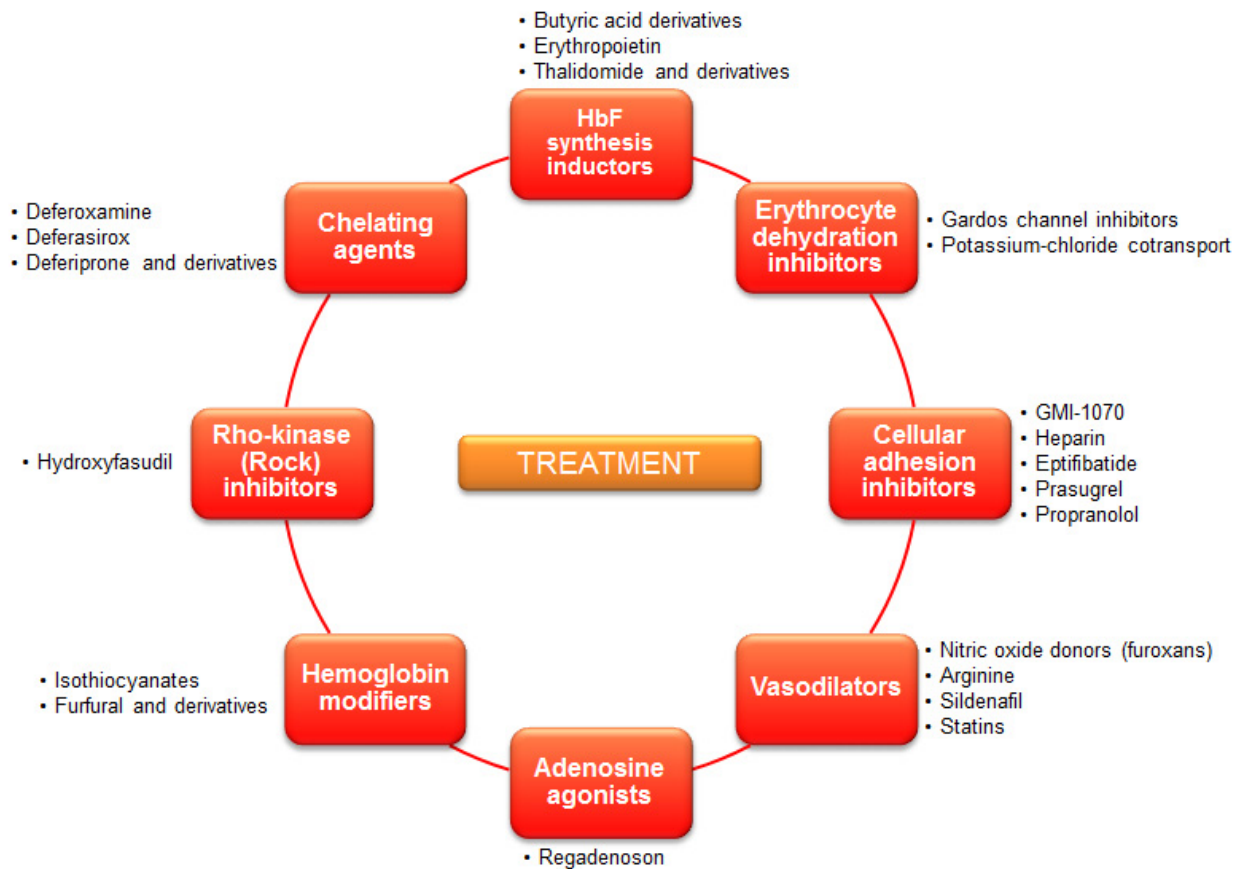 • Butyric acid derivatives
• Erythropoietin
• Thalidomide and derivatives
HbF
synthesis
inductors
Erythrocyte
dehydration
inhibitors
• Gardos channel inhibitors
• Potassium-chloride cotransport
Cellular
adhesion
inhibitors
• GMI-1070
• Heparin
• Eptifibatide
• Prasugrel
• Propranolol
Vasodilators
• Nitric oxide donors (furoxans)
• Arginine
• Sildenafil
• Statins
Adenosine
agonists
• Regadenoson
Hemoglobin
modifiers
• Isothiocyanates
• Furfural and derivatives
Rho-kinase
(Rock)
inhibitors
• Hydroxyfasudil
Chelating
agents
• Deferoxamine
• Deferasirox
• Deferiprone and derivatives
TREATMENT